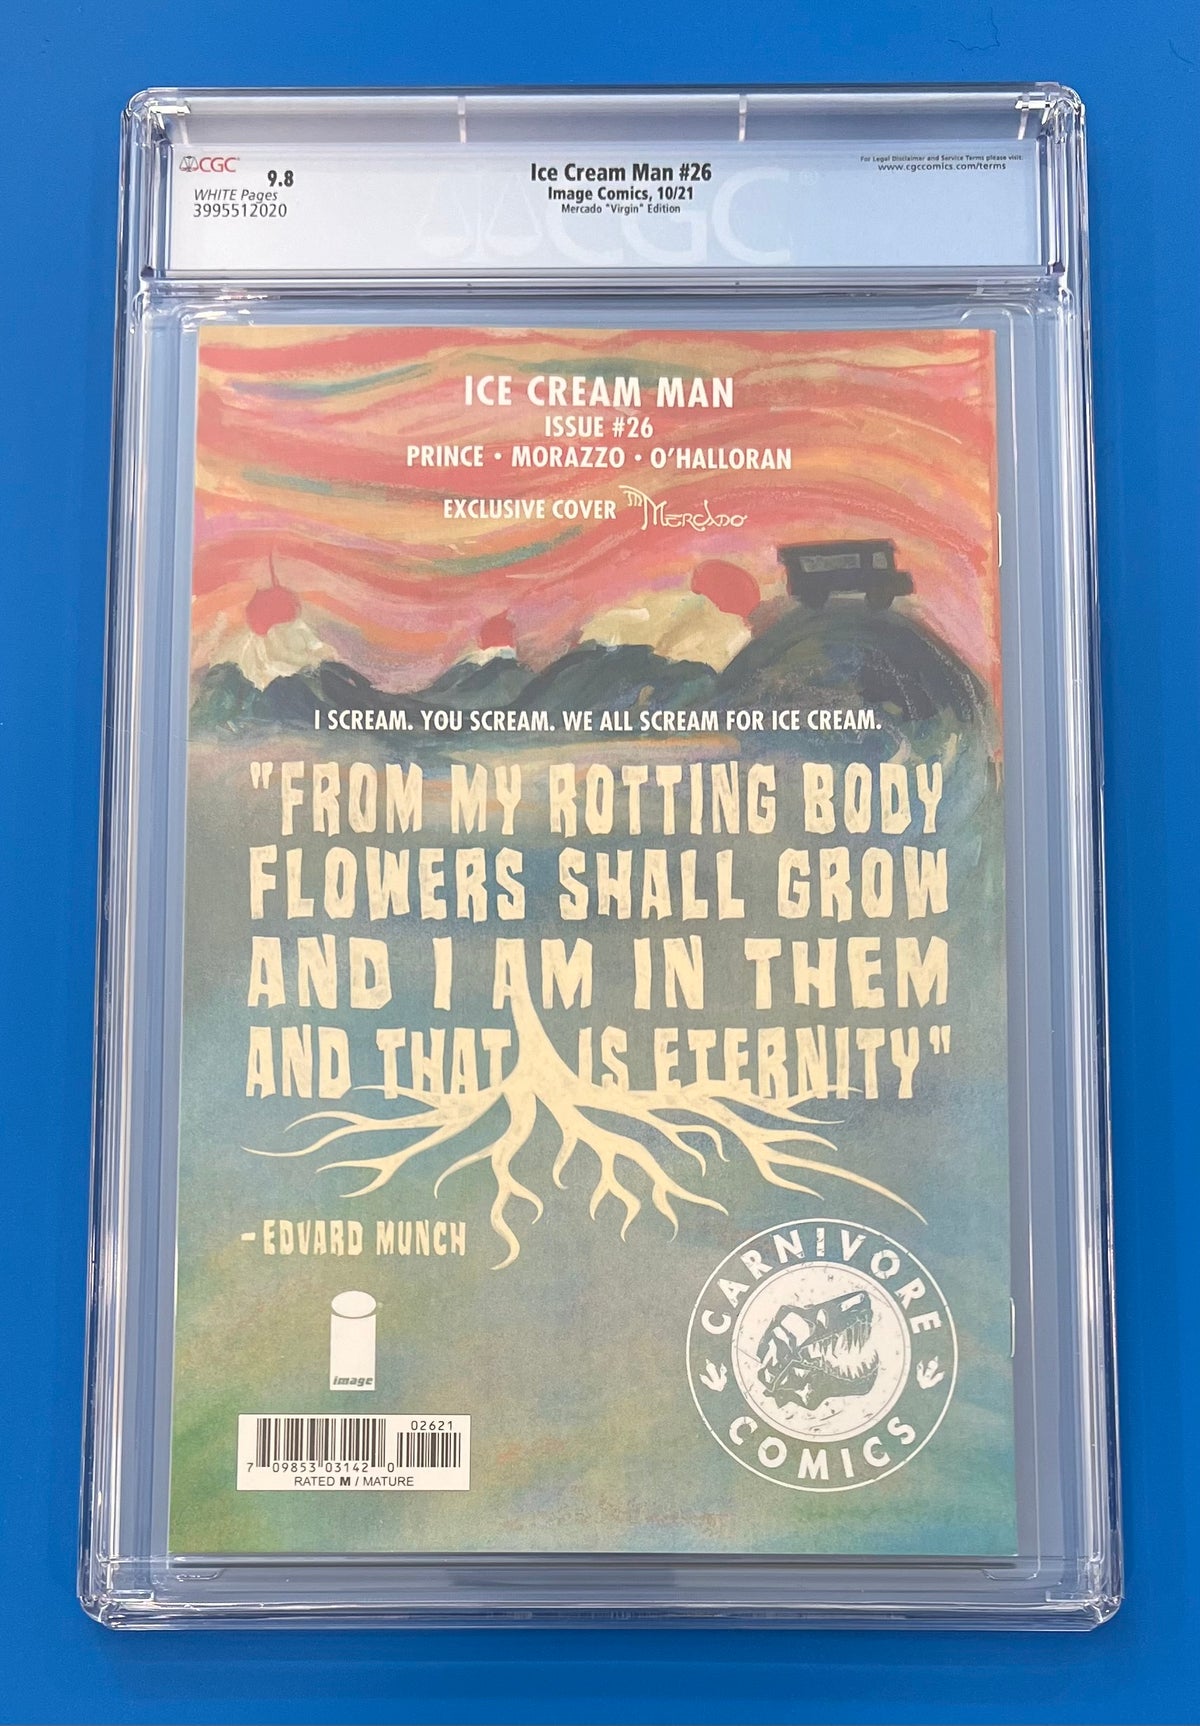 CGC
9.8
WHITE Pages
3995512020
Ice Cream Man #26
Image Comics, 10/21
Mercado "Virgin" Edition
For Legal Disclaimer and Service Terms please visit:
www.cgccomics.com/terms
CGC
ICE CREAM MAN
ISSUE #26
PRINCE • MORAZZO • O'HALLORAN
EXCLUSIVE COVER Mercado
I SCREAM. YOU SCREAM. WE ALL SCREAM FOR ICE CREAM.
"FROM MY ROTTING BODY
FLOWERS SHALL GROW
AND I AM IN THEM
AND THAT IS ETERNITY"
-EDVARD MUNCH
CARNIVORE
COMICS
image
02621
7 09853 03142 0
RATED M / MATURE